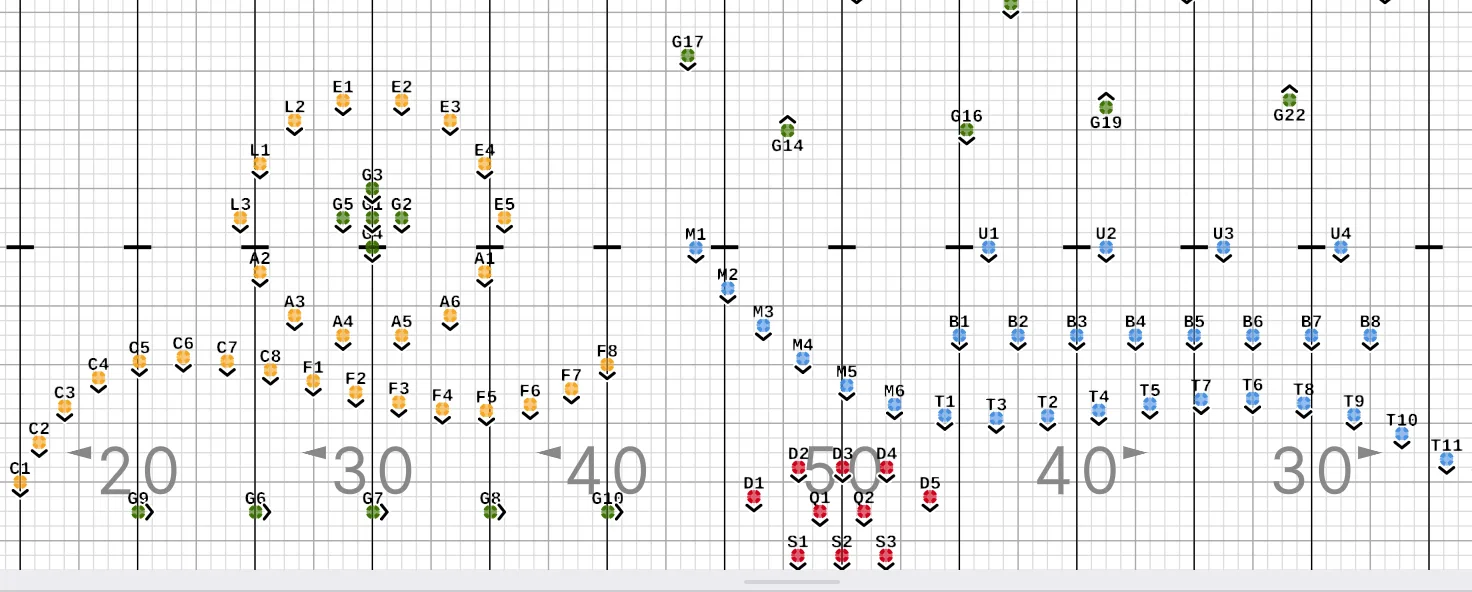 G17
E1 E2
L2 E3
G16
G19
G22
G14
L1 E4
G3
L3 G5 G1 G2 E5
G4
M1 U1 U2 U3 U4
A2 A1
M2
A3 A6
M3
A4 A5
B1 B2 B3 B4 B5 B6 B7 B8
C5 C6 C7 C8
M4
F8
C4 F1 F2
M5
F7
C3 F3 F4 F5 F6
M6 T1 T3 T2 T4 T5 T7 T6 T8 T9
C2
T10
20 30 40 50 40 30
T11
D2 D3 D4
C1
D1 D5
G9 G6 G7 G8 G10 Q1 Q2
S1 S2 S3